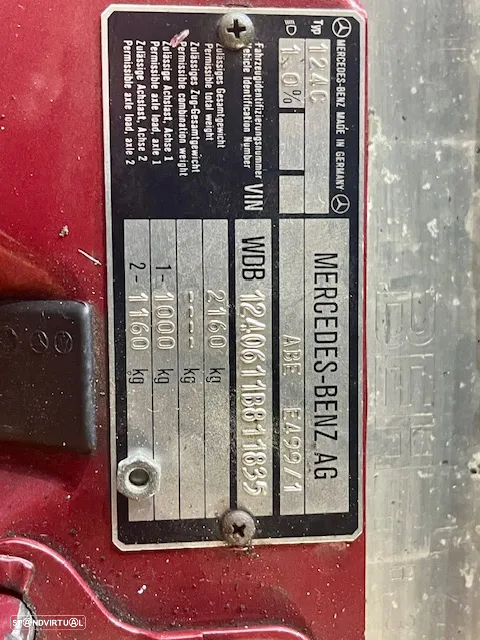 MERCEDES-BENZ MADE IN GERMANY
Typ 124C
1,0%
MERCEDES-BENZ AG
ABE E499/1
Fahrzeugidentifizierungsnummer
Vehicle Identification Number VIN WDB 1240611B811835
Zulässiges Gesamtgewicht
Permissible total weight 2160 kg
Zulässiges Zug-Gesamtgewicht
Permissible combination weight ---- kg
Zulässige Achslast, Achse 1
Permissible axle load, axle 1 1-1000 kg
Zulässige Achslast, Achse 2
Permissible axle load, axle 2 2-1160 kg
STANDVIRTUAL